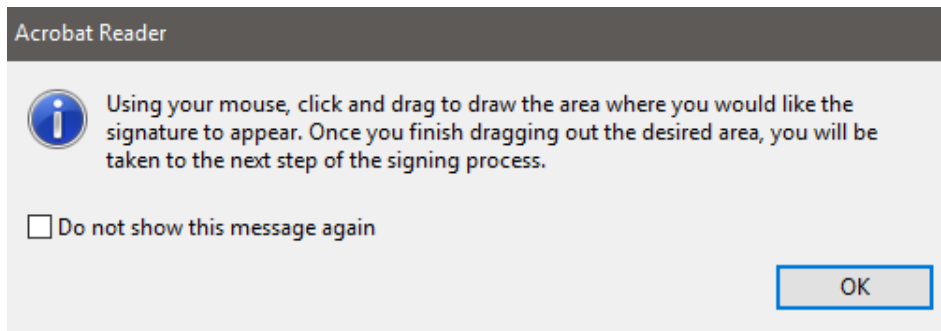 Acrobat Reader
Using your mouse, click and drag to draw the area where you would like the
signature to appear. Once you finish dragging out the desired area, you will be
taken to the next step of the signing process.
Do not show this message again
OK